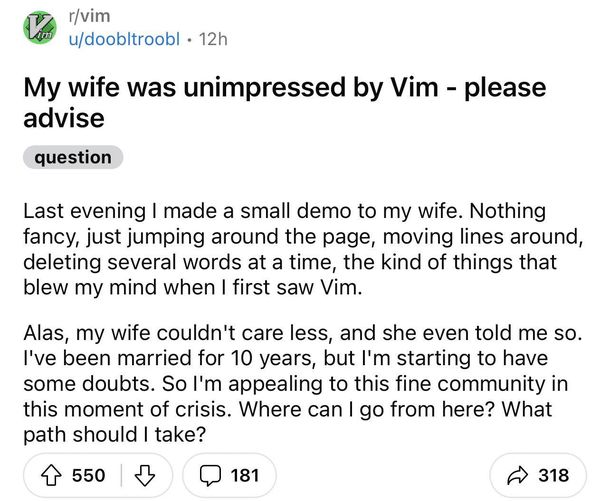 r/vim
u/doobltroobl • 12h
My wife was unimpressed by Vim - please
advise
question
Last evening I made a small demo to my wife. Nothing
fancy, just jumping around the page, moving lines around,
deleting several words at a time, the kind of things that
blew my mind when I first saw Vim.
Alas, my wife couldn't care less, and she even told me so.
I've been married for 10 years, but I'm starting to have
some doubts. So I'm appealing to this fine community in
this moment of crisis. Where can I go from here? What
path should I take?
550 181 318